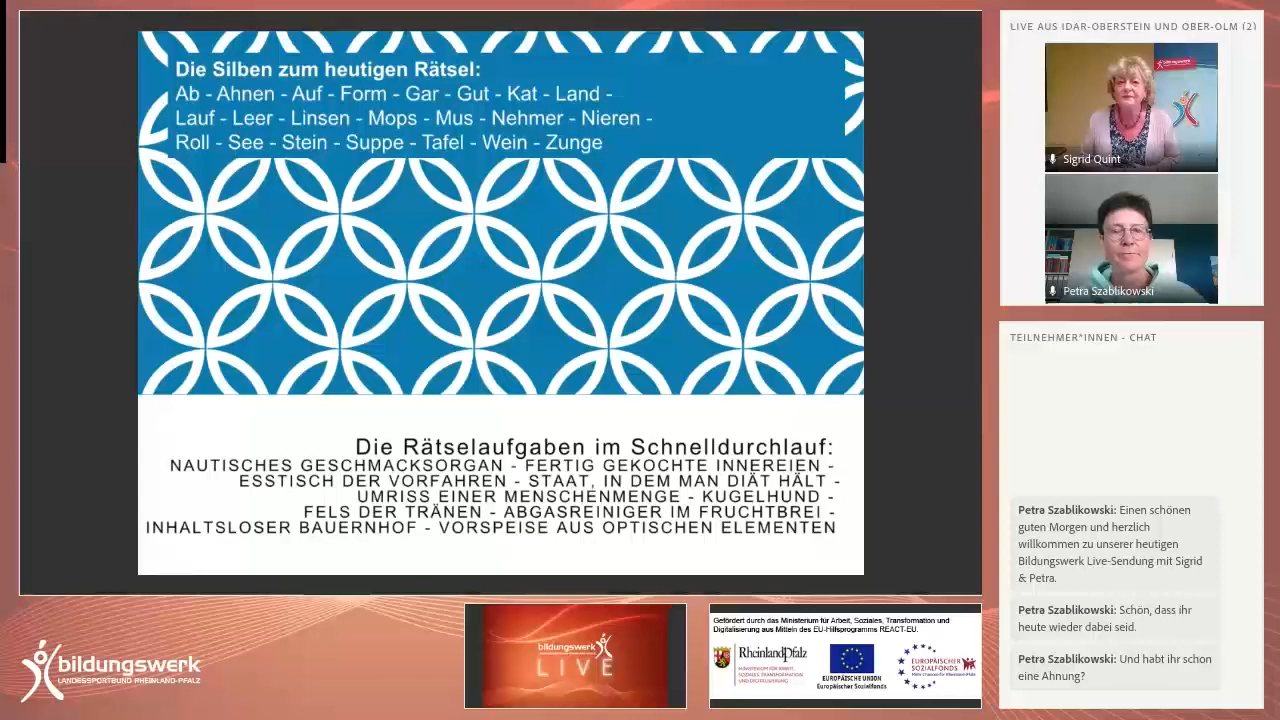 Die Silben zum heutigen Rätsel:
Ab - Ahnen - Auf - Form - Gar - Gut - Kat - Land -
Lauf - Leer - Linsen - Mops - Mus - Nehmer - Nieren -
Roll - See - Stein - Suppe - Tafel - Wein - Zunge
Die Rätselaufgaben im Schnelldurchlauf:
NAUTISCHES GESCHMACKSORGAN - FERTIG GEKOCHTE INNEREIEN -
ESSTISCH DER VORFAHREN - STAAT, IN DEM MAN DIÄT HÄLT -
UMRISS EINER MENSCHENMENGE - KUGELHUND -
FELS DER TRÄNEN - ABGASREINIGER IM FRUCHTBREI -
INHALTSLOSER BAUERNHOF - VORSPEISE AUS OPTISCHEN ELEMENTEN
LIVE AUS IDAR-OBERSTEIN UND OBER-OLM (2)
Sigrid Quint
Petra Szablikowski
TEILNEHMER*INNEN - CHAT
Petra Szablikowski: Einen schönen
guten Morgen und herzlich
willkommen zu unserer heutigen
Bildungswerk Live-Sendung mit Sigrid
& Petra.
Petra Szablikowski: Schön, dass ihr
heute wieder dabei seid.
Petra Szablikowski: Und habt ihr schon
eine Ahnung?
bildungswerk
LANDESSPORTBUND RHEINLAND-PFALZ
bildungswerk
LIVE
Gefördert durch das Ministerium für Arbeit, Soziales, Transformation und
Digitalisierung aus Mitteln des EU-Hilfsprogramms REACT-EU.
RheinlandPfalz
MINISTERIUM FÜR ARBEIT,
SOZIALES, TRANSFORMATION
UND DIGITALISIERUNG
EUROPÄISCHE UNION
Europäischer Sozialfonds
EUROPÄISCHER
SOZIALFONDS